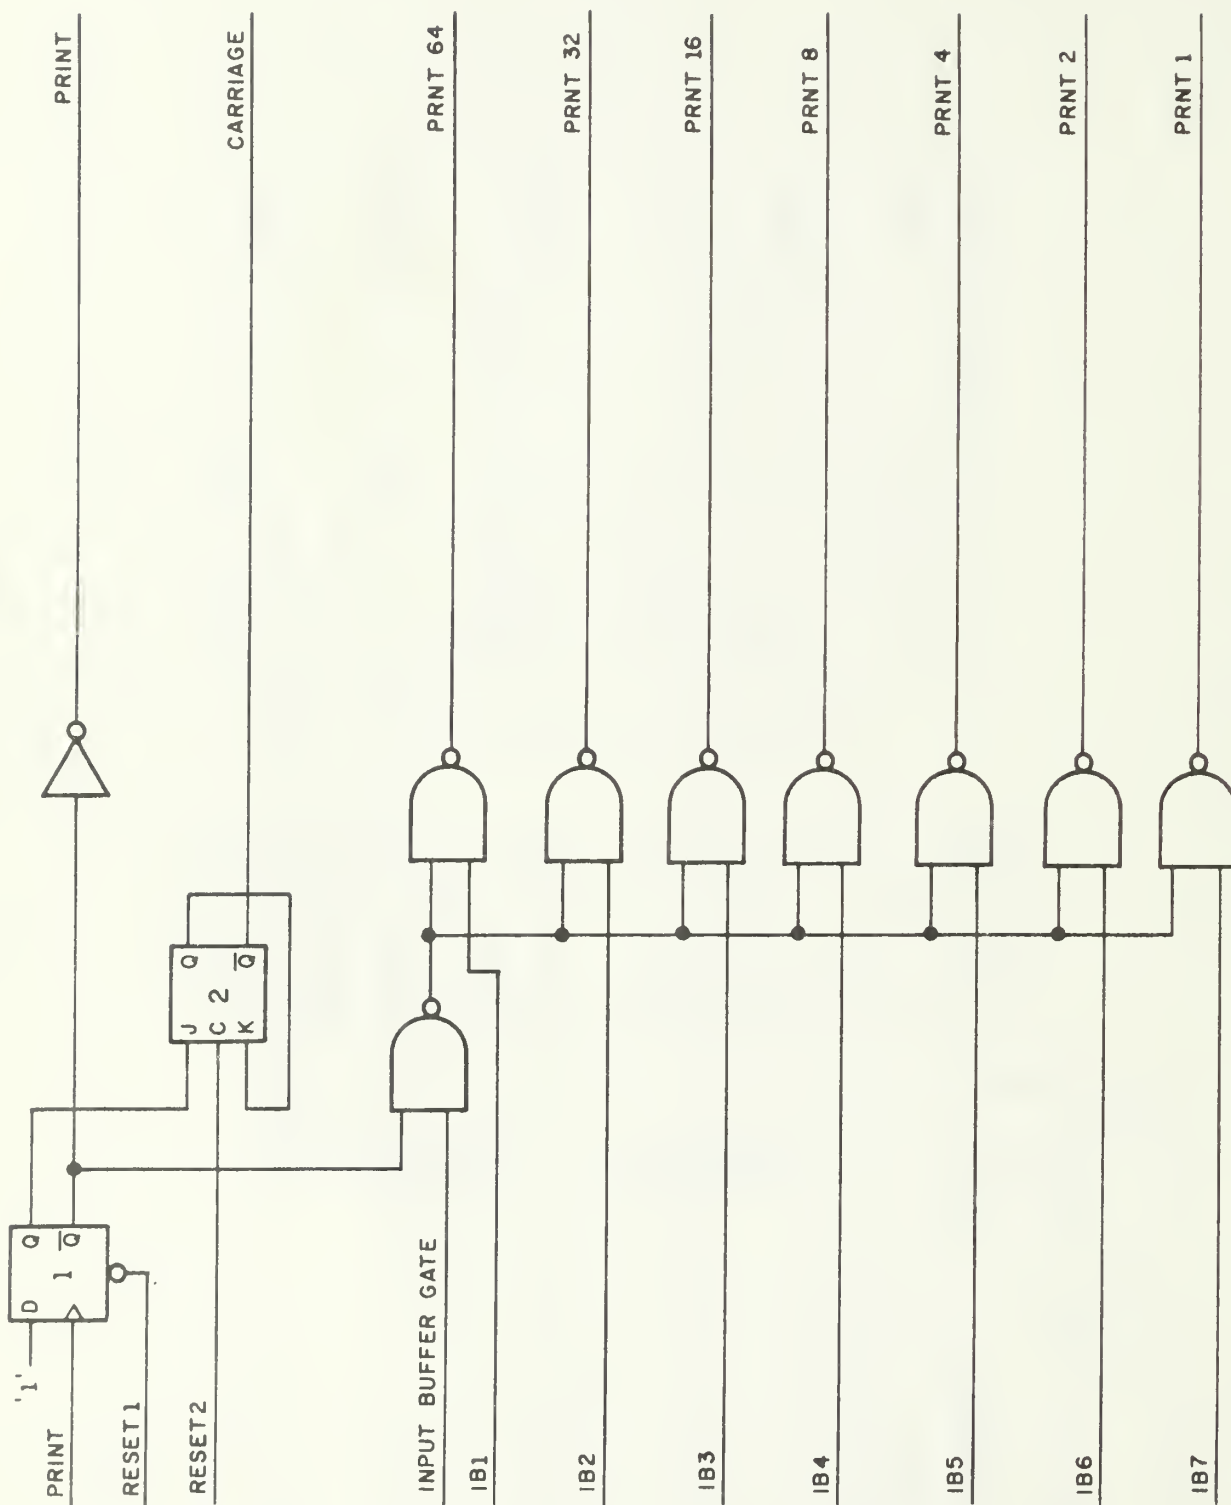 PRINT
CARRIAGE
PRNT 64
PRNT 32
PRNT 16
PRNT 8
PRNT 4
PRNT 2
PRNT 1
Q
Q̅
2
J
C
K
Q
Q̅
1
D
'1'
PRINT
RESET1
RESET2
INPUT BUFFER GATE
IB1
IB2
IB3
IB4
IB5
IB6
IB7